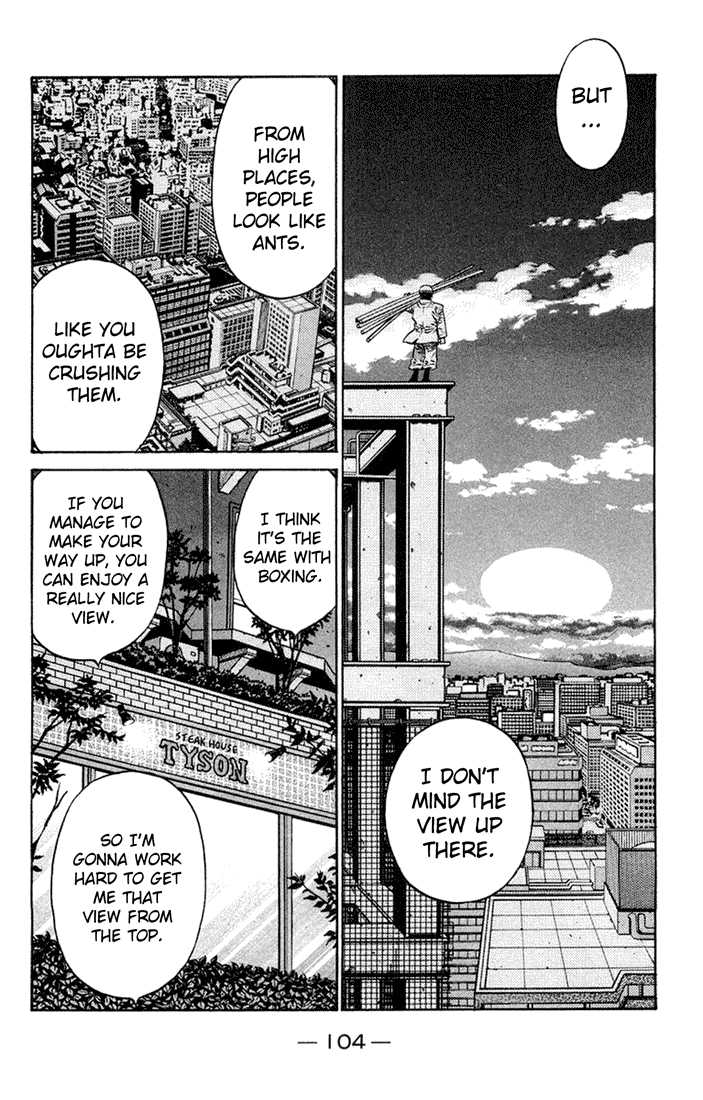 BUT
...
I DON'T
MIND THE
VIEW UP
THERE.
FROM
HIGH
PLACES,
PEOPLE
LOOK LIKE
ANTS.
LIKE YOU
OUGHTA BE
CRUSHING
THEM.
I THINK
IT'S THE
SAME WITH
BOXING.
IF YOU
MANAGE TO
MAKE YOUR
WAY UP, YOU
CAN ENJOY A
REALLY NICE
VIEW.
STEAK HOUSE
TYSON
SO I'M
GONNA WORK
HARD TO GET
ME THAT
VIEW FROM
THE TOP.
— 104 —